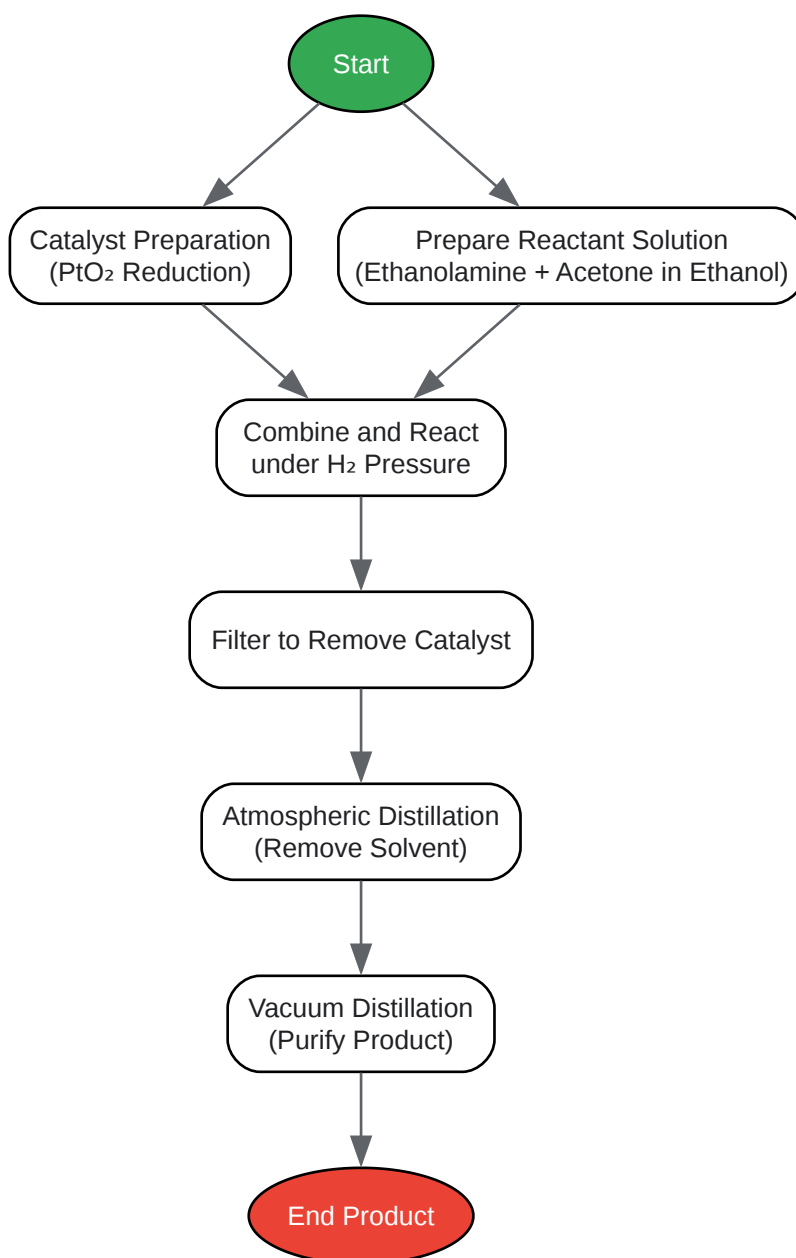 Start
Catalyst Preparation
(PtO₂ Reduction)
Prepare Reactant Solution
(Ethanolamine + Acetone in Ethanol)
Combine and React
under H₂ Pressure
Filter to Remove Catalyst
Atmospheric Distillation
(Remove Solvent)
Vacuum Distillation
(Purify Product)
End Product